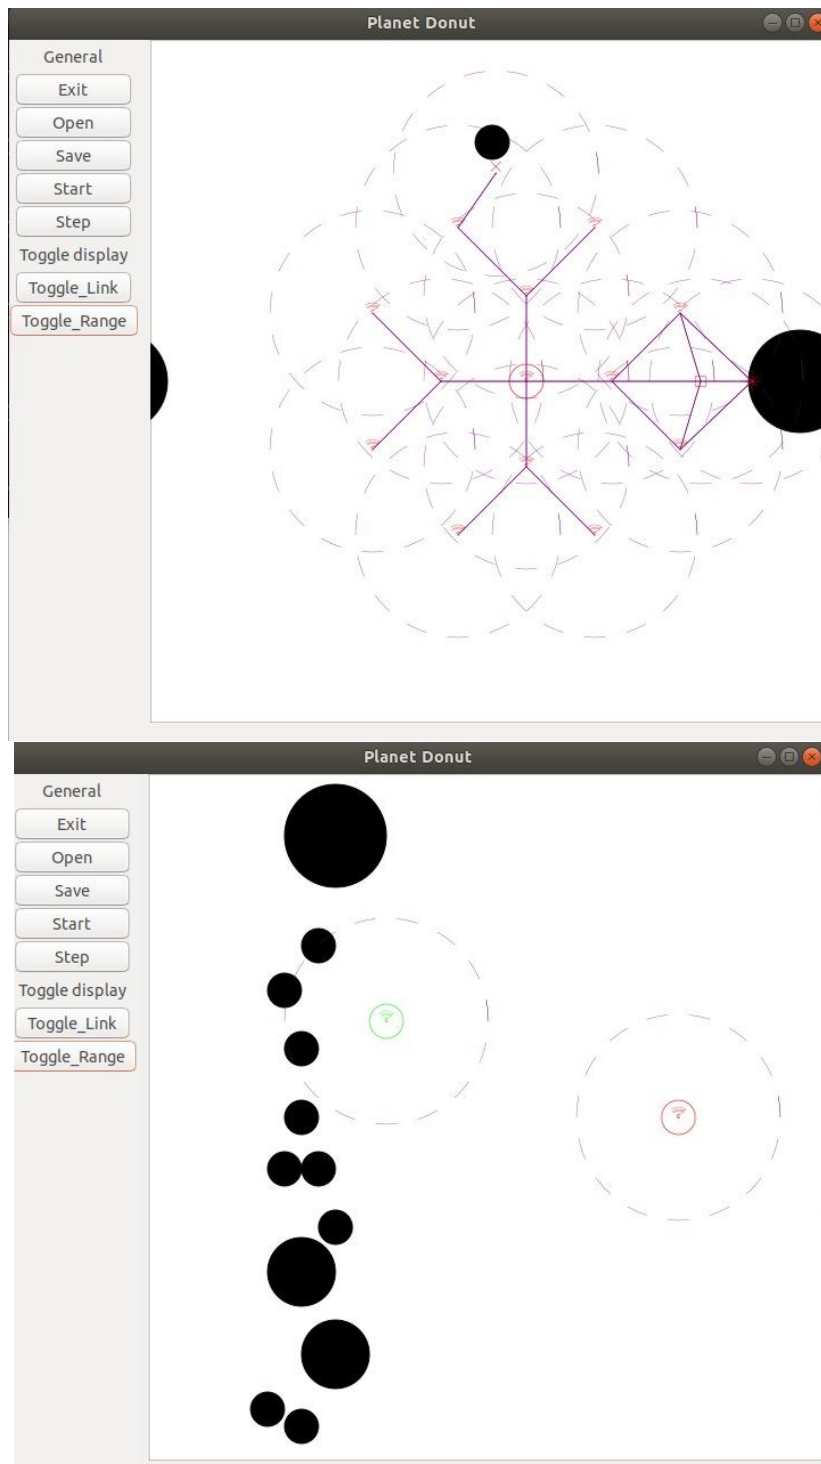 Planet Donut
General
Exit
Open
Save
Start
Step
Toggle display
Toggle_Link
Toggle_Range
Planet Donut
General
Exit
Open
Save
Start
Step
Toggle display
Toggle_Link
Toggle_Range